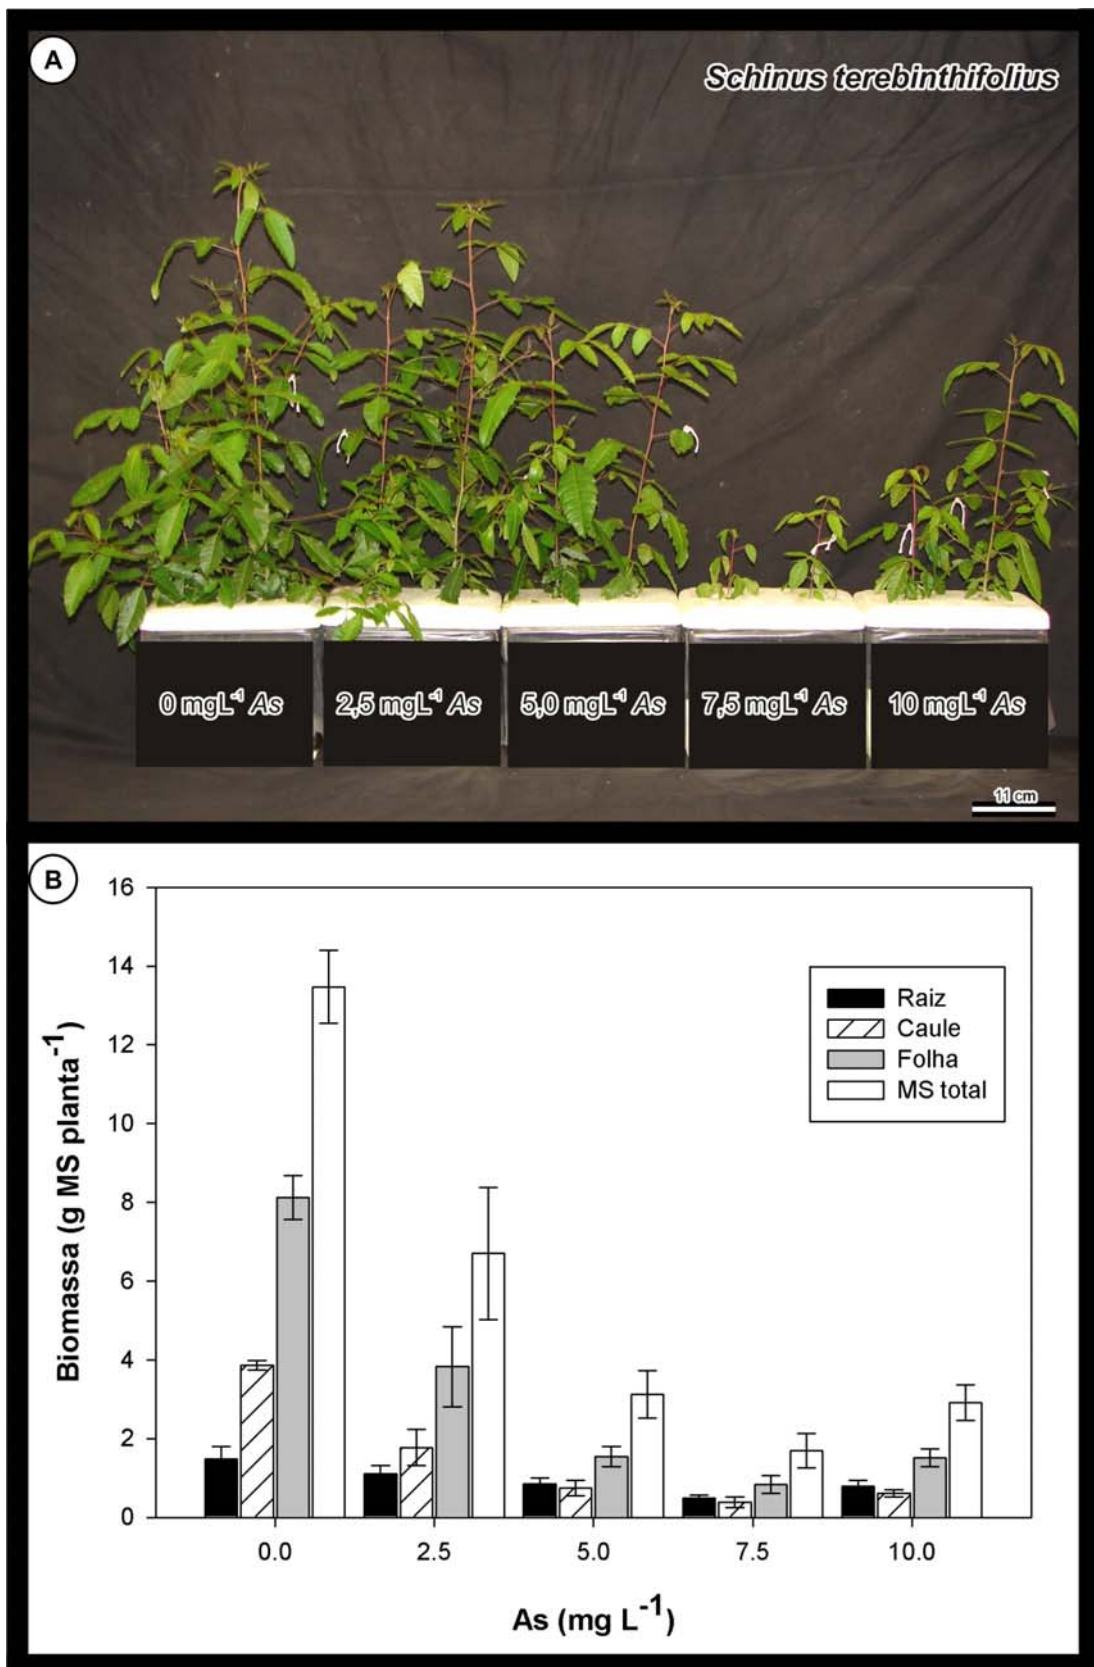 A
Schinus terebinthifolius
0 mgL⁻¹ As
2,5 mgL⁻¹ As
5,0 mgL⁻¹ As
7,5 mgL⁻¹ As
10 mgL⁻¹ As
11 cm
B
16
14
12
10
8
6
4
2
0
Biomassa (g MS planta⁻¹)
Raiz
Caule
Folha
MS total
0.0
2.5
5.0
7.5
10.0
As (mg L⁻¹)